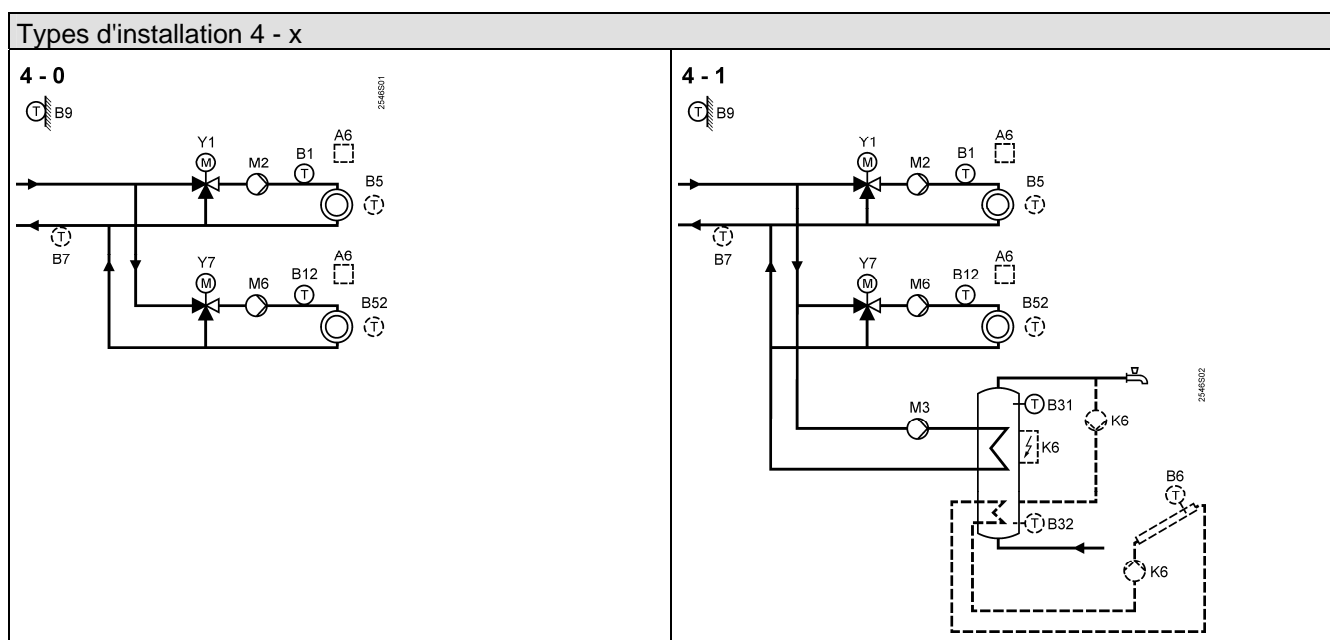 Types d'installation 4 - x
4 - 0
2546S01
T B9
A6
Y1
M
M2
B1
T
B5
T
T
B7
A6
Y7
M
M6
B12
T
B52
T
4 - 1
T B9
A6
Y1
M
M2
B1
T
B5
T
T
B7
A6
Y7
M
M6
B12
T
B52
T
2546S02
M3
T B31
K6
K6
B6
T
T B32
K6